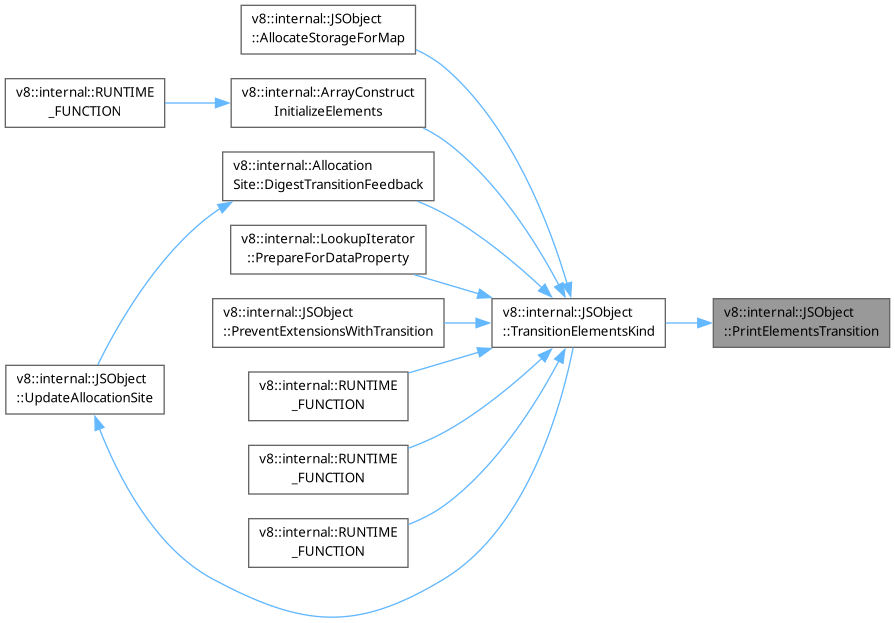 v8::internal::JSObject
::AllocateStorageForMap
v8::internal::RUNTIME
_FUNCTION
v8::internal::ArrayConstruct
InitializeElements
v8::internal::Allocation
Site::DigestTransitionFeedback
v8::internal::LookupIterator
::PrepareForDataProperty
v8::internal::JSObject
::PreventExtensionsWithTransition
v8::internal::JSObject
::TransitionElementsKind
v8::internal::JSObject
::PrintElementsTransition
v8::internal::JSObject
::UpdateAllocationSite
v8::internal::RUNTIME
_FUNCTION
v8::internal::RUNTIME
_FUNCTION
v8::internal::RUNTIME
_FUNCTION